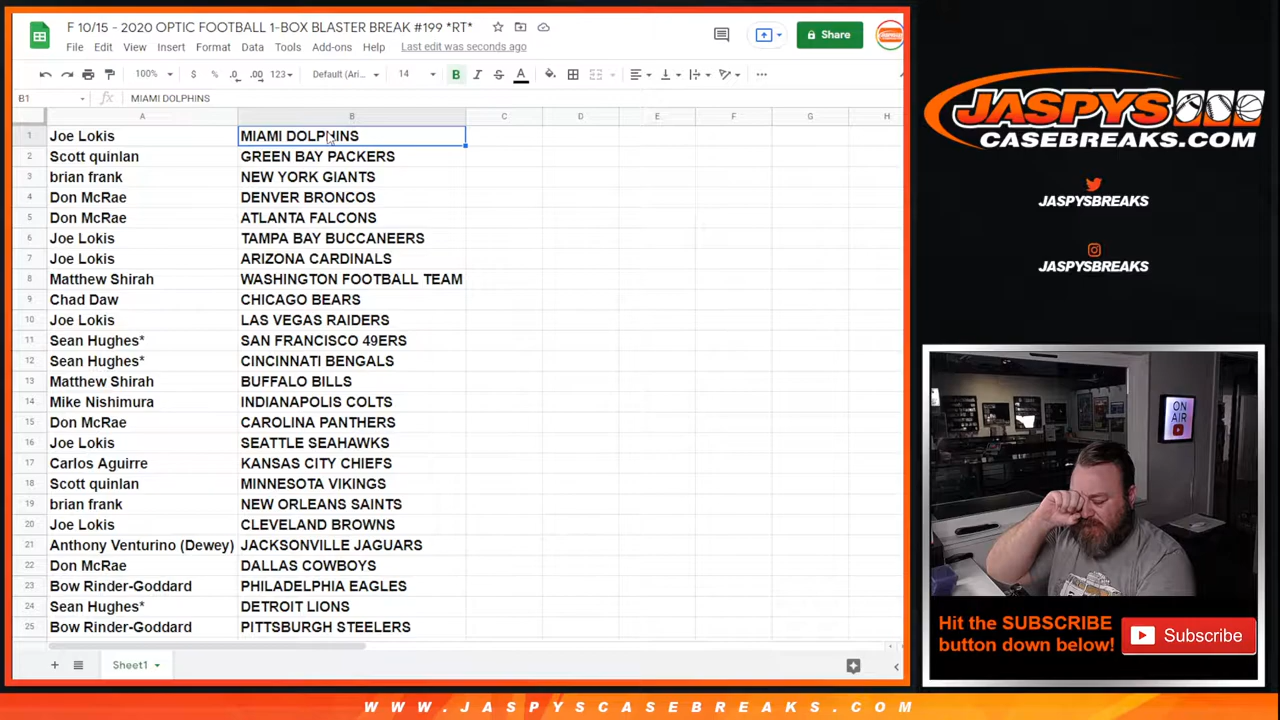 F 10/15 - 2020 OPTIC FOOTBALL 1-BOX BLASTER BREAK #199 *RT*
File Edit View Insert Format Data Tools Add-ons Help Last edit was seconds ago
Share
100% $ % .0 .00 123 Default (Ari... 14 B I S A
B1 fx MIAMI DOLPHINS
A B C D E F G H
1 Joe Lokis MIAMI DOLPHINS
2 Scott quinlan GREEN BAY PACKERS
3 brian frank NEW YORK GIANTS
4 Don McRae DENVER BRONCOS
5 Don McRae ATLANTA FALCONS
6 Joe Lokis TAMPA BAY BUCCANEERS
7 Joe Lokis ARIZONA CARDINALS
8 Matthew Shirah WASHINGTON FOOTBALL TEAM
9 Chad Daw CHICAGO BEARS
10 Joe Lokis LAS VEGAS RAIDERS
11 Sean Hughes* SAN FRANCISCO 49ERS
12 Sean Hughes* CINCINNATI BENGALS
13 Matthew Shirah BUFFALO BILLS
14 Mike Nishimura INDIANAPOLIS COLTS
15 Don McRae CAROLINA PANTHERS
16 Joe Lokis SEATTLE SEAHAWKS
17 Carlos Aguirre KANSAS CITY CHIEFS
18 Scott quinlan MINNESOTA VIKINGS
19 brian frank NEW ORLEANS SAINTS
20 Joe Lokis CLEVELAND BROWNS
21 Anthony Venturino (Dewey) JACKSONVILLE JAGUARS
22 Don McRae DALLAS COWBOYS
23 Bow Rinder-Goddard PHILADELPHIA EAGLES
24 Sean Hughes* DETROIT LIONS
25 Bow Rinder-Goddard PITTSBURGH STEELERS
Sheet1
JASPYS
CASEBREAKS.COM
JASPYSBREAKS
JASPYSBREAKS
ON
AIR
Hit the SUBSCRIBE
button down below!
Subscribe
WWW.JASPYSCASEBREAKS.COM